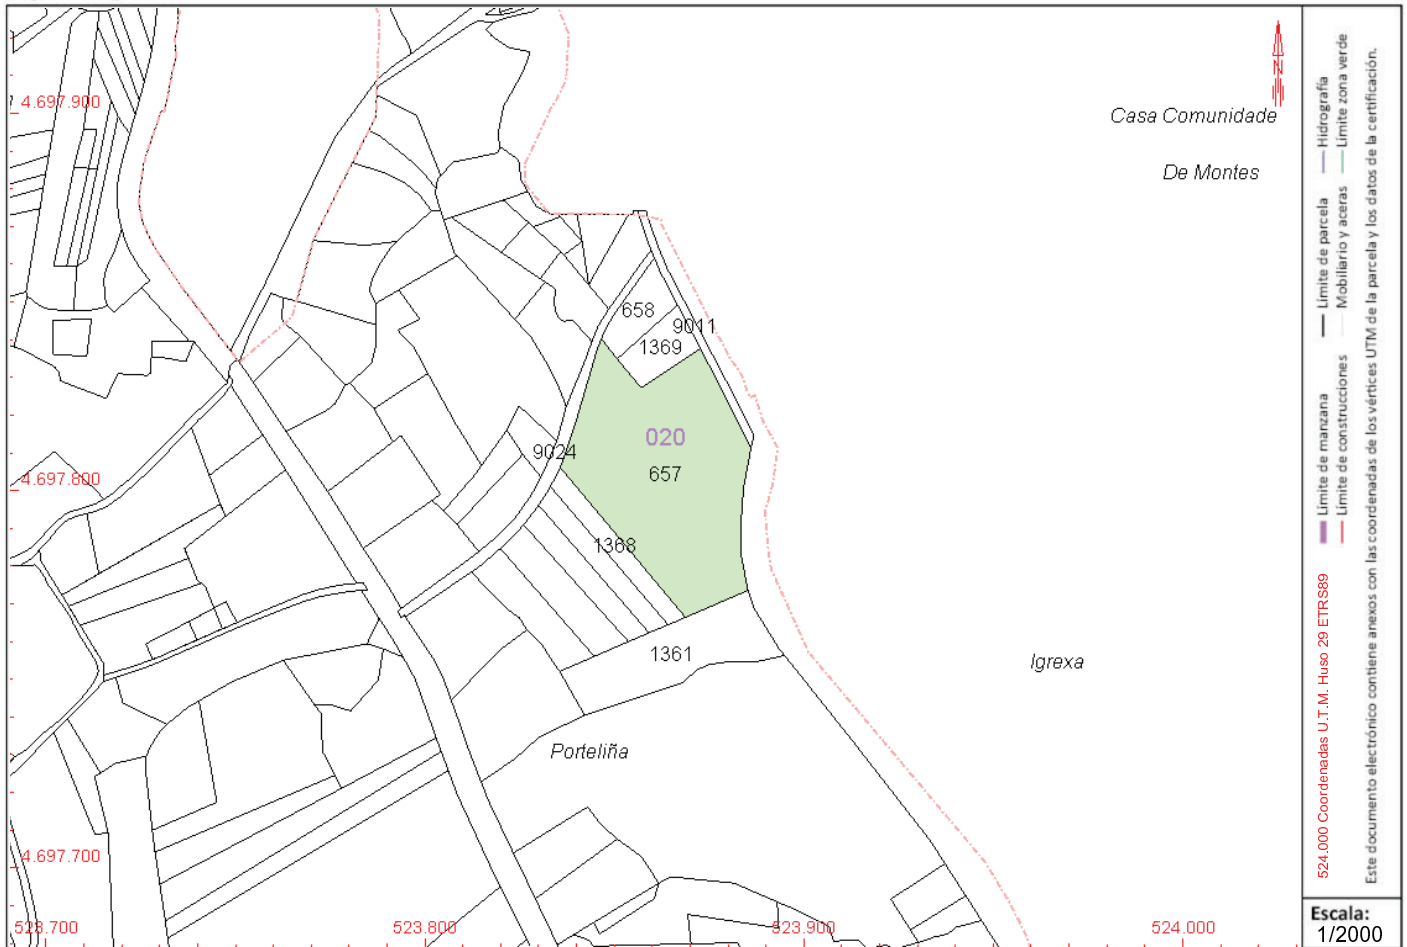 4.697.900
Casa Comunidade
De Montes
658
9011
1369
020
9024
657
4.697.800
1368
1361
Igrexa
Porteliña
4.697.700
523.700
523.800
523.900
524.000
N
524.000 Coordenadas U.T.M. Huso 29 ETRS89
Límite de manzana
Límite de parcela
Hidrografía
Límite de construcciones
Mobiliario y aceras
Límite zona verde
Este documento electrónico contiene anexos con las coordenadas de los vértices UTM de la parcela y los datos de la certificación.
Escala:
1/2000